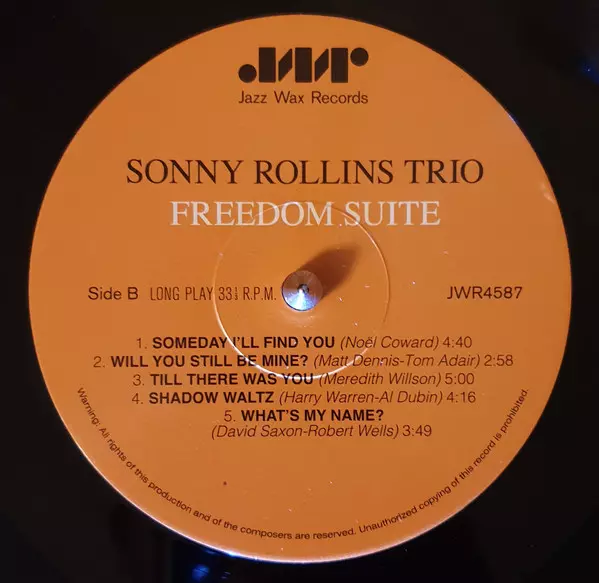 JWR
Jazz Wax Records
SONNY ROLLINS TRIO
FREEDOM SUITE
Side B LONG PLAY 33⅓ R.P.M. JWR4587
1. SOMEDAY I'LL FIND YOU (Noël Coward) 4:40
2. WILL YOU STILL BE MINE? (Matt Dennis-Tom Adair) 2:58
3. TILL THERE WAS YOU (Meredith Willson) 5:00
4. SHADOW WALTZ (Harry Warren-Al Dubin) 4:16
5. WHAT'S MY NAME?
(David Saxon-Robert Wells) 3:49
Warning: All rights of this production and of the composers are reserved. Unauthorized copying of this record is prohibited.